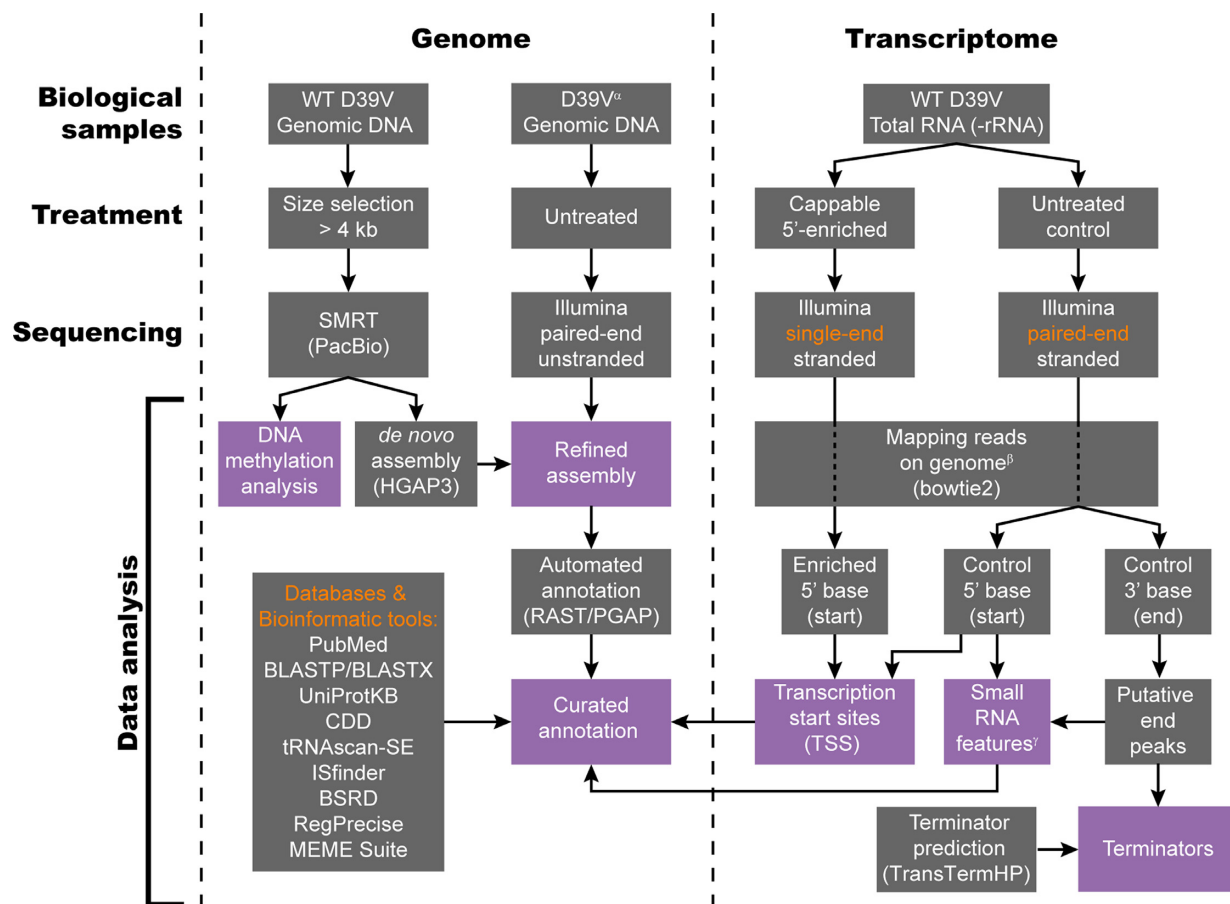 Genome
Transcriptome
Biological
samples
WT D39V
Genomic DNA
D39Vᵅ
Genomic DNA
WT D39V
Total RNA (-rRNA)
Treatment
Size selection
> 4 kb
Untreated
Cappable
5’-enriched
Untreated
control
Sequencing
SMRT
(PacBio)
Illumina
paired-end
unstranded
Illumina
single-end
stranded
Illumina
paired-end
stranded
Data analysis
DNA
methylation
analysis
de novo
assembly
(HGAP3)
Refined
assembly
Mapping reads
on genomeᵝ
(bowtie2)
Automated
annotation
(RAST/PGAP)
Enriched
5’ base
(start)
Control
5’ base
(start)
Control
3’ base
(end)
Databases &
Bioinformatic tools:
PubMed
BLASTP/BLASTX
UniProtKB
CDD
tRNAscan-SE
ISfinder
BSRD
RegPrecise
MEME Suite
Curated
annotation
Transcription
start sites
(TSS)
Small
RNA
featuresᵞ
Putative
end
peaks
Terminator
prediction
(TransTermHP)
Terminators